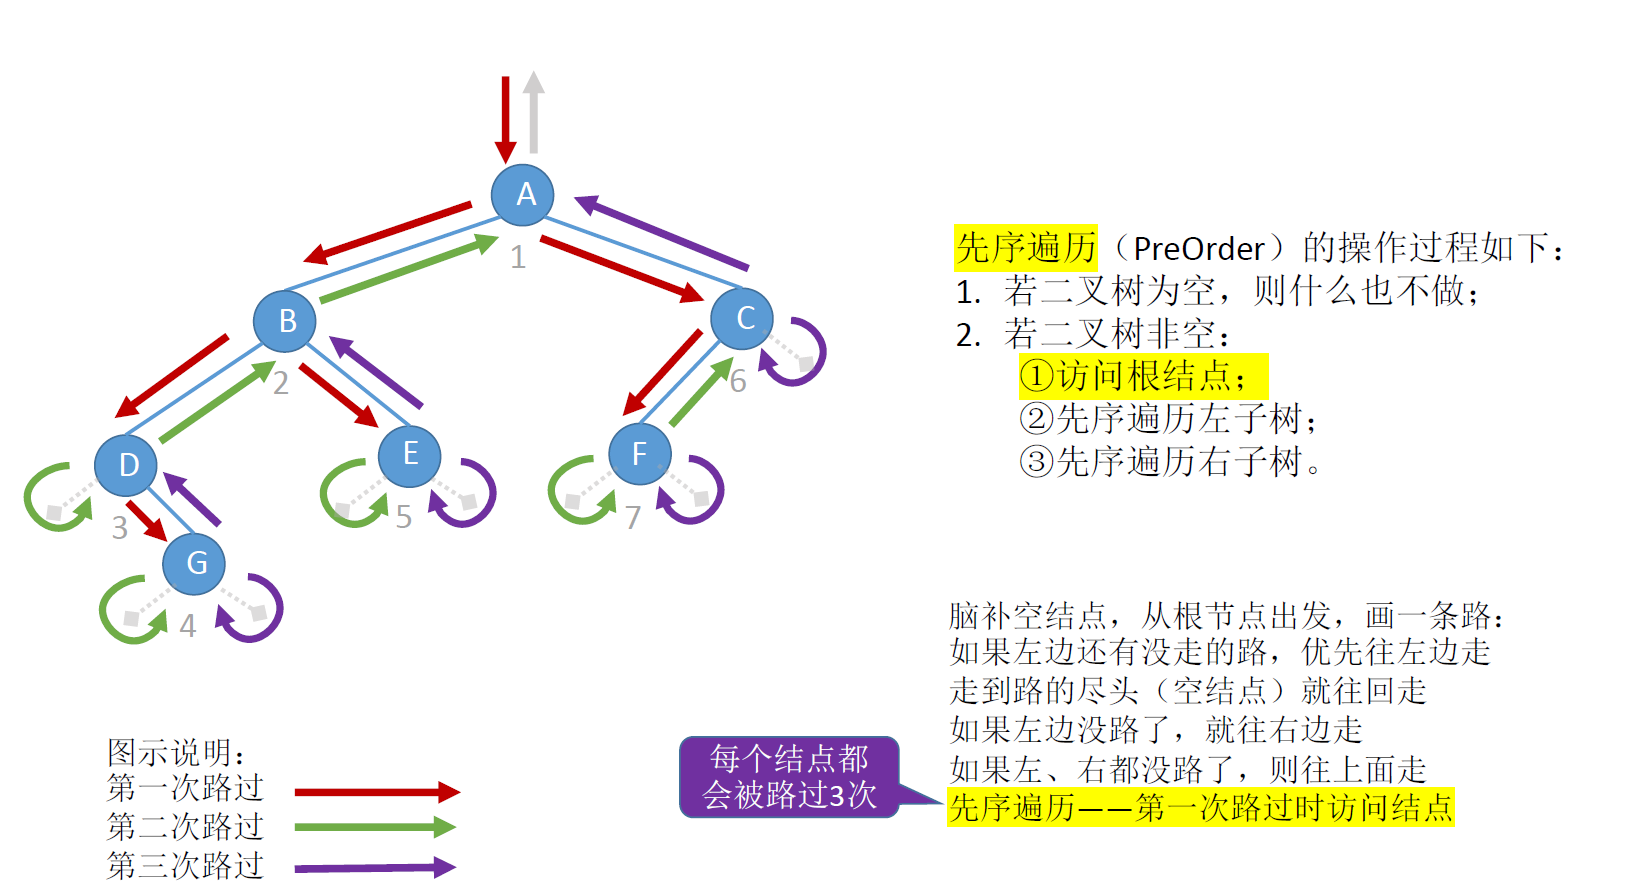 A
1
B
C
2
6
D
E
F
3
5
7
G
4
先序遍历（PreOrder）的操作过程如下：
1. 若二叉树为空，则什么也不做；
2. 若二叉树非空：
①访问根结点；
②先序遍历左子树；
③先序遍历右子树。
脑补空结点，从根节点出发，画一条路：
如果左边还有没走的路，优先往左边走
走到路的尽头（空结点）就往回走
如果左边没路了，就往右边走
如果左、右都没路了，则往上面走
先序遍历——第一次路过时访问结点
每个结点都
会被路过3次
图示说明：
第一次路过
第二次路过
第三次路过